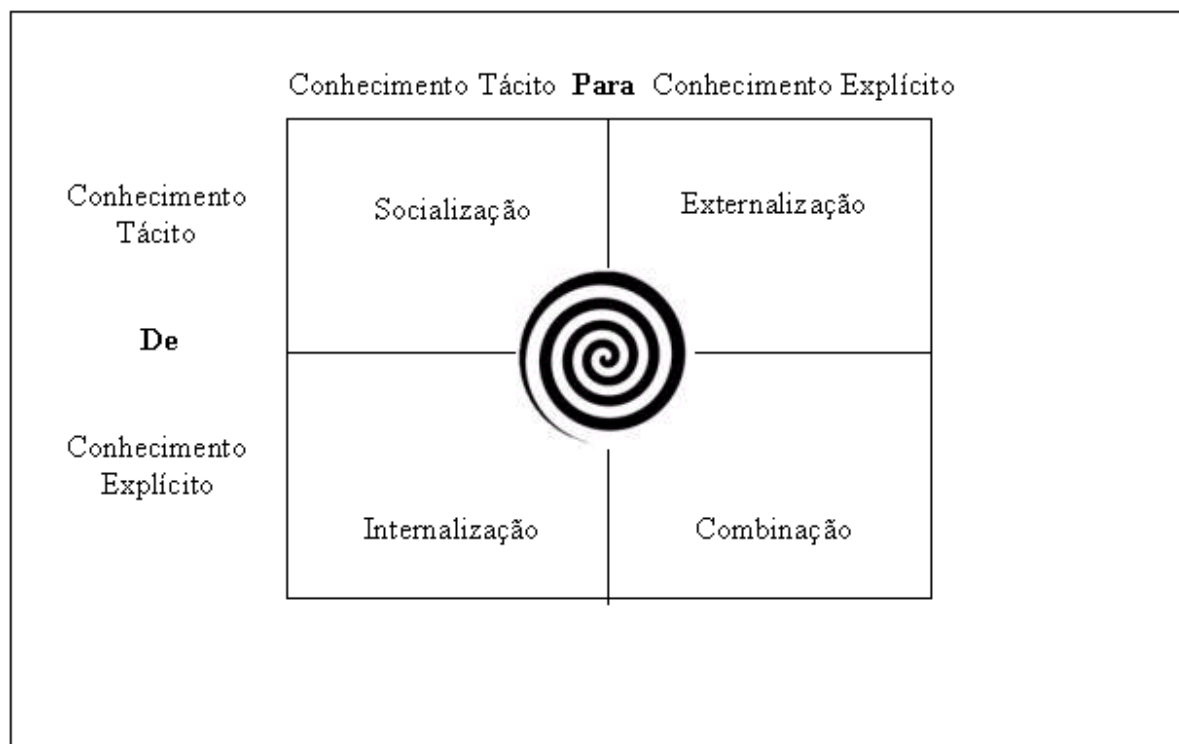 Conhecimento Tácito Para Conhecimento Explícito
Conhecimento
Tácito
Socialização
Externalização
De
Conhecimento
Explícito
Internalização
Combinação